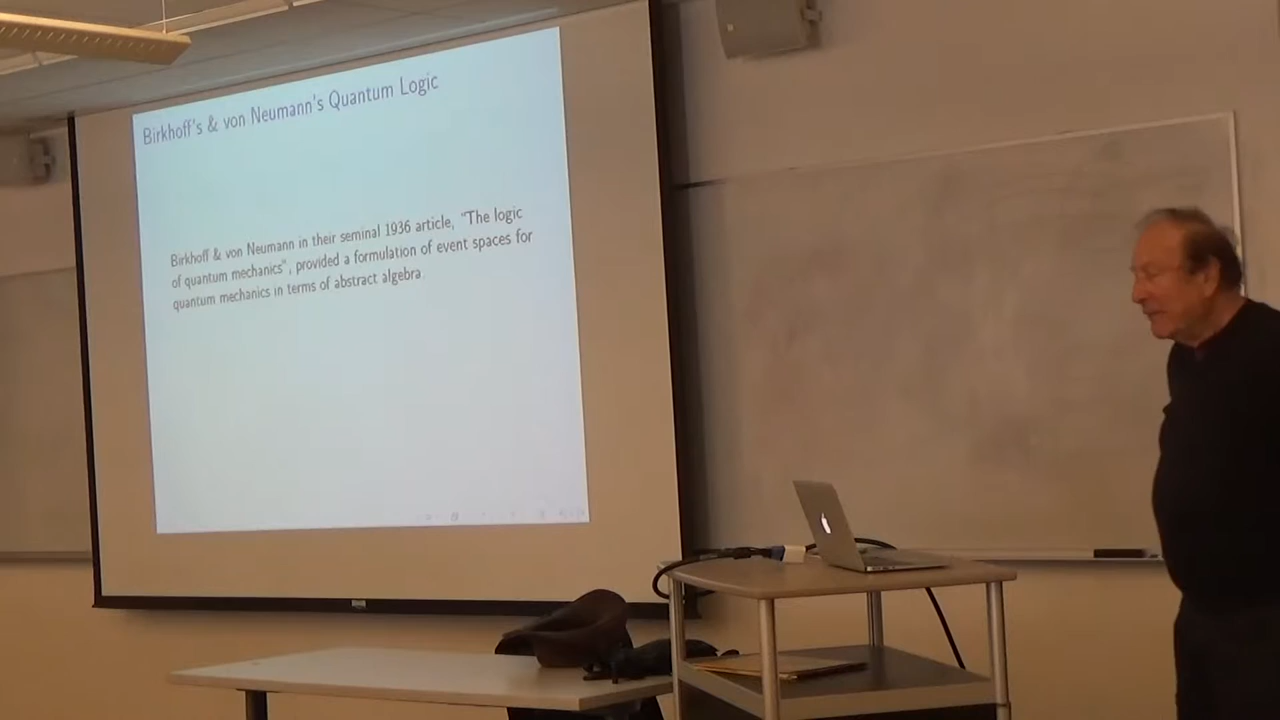 Birkhoff's & von Neumann's Quantum Logic
Birkhoff & von Neumann in their seminal 1936 article, "The logic
of quantum mechanics", provided a formulation of event spaces for
quantum mechanics in terms of abstract algebra